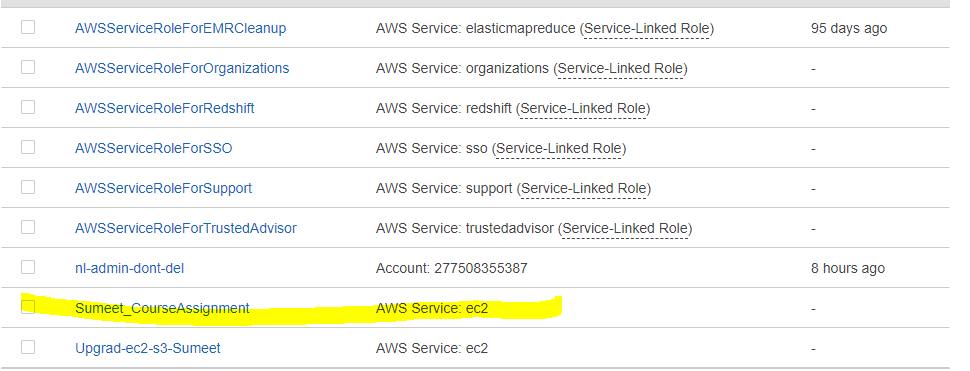 AWSServiceRoleForEMRCleanup AWS Service: elasticmapreduce (Service-Linked Role) 95 days ago
AWSServiceRoleForOrganizations AWS Service: organizations (Service-Linked Role) -
AWSServiceRoleForRedshift AWS Service: redshift (Service-Linked Role) -
AWSServiceRoleForSSO AWS Service: sso (Service-Linked Role) -
AWSServiceRoleForSupport AWS Service: support (Service-Linked Role) -
AWSServiceRoleForTrustedAdvisor AWS Service: trustedadvisor (Service-Linked Role) -
nl-admin-dont-del Account: 277508355387 8 hours ago
Sumeet_CourseAssignment AWS Service: ec2 -
Upgrad-ec2-s3-Sumeet AWS Service: ec2 -